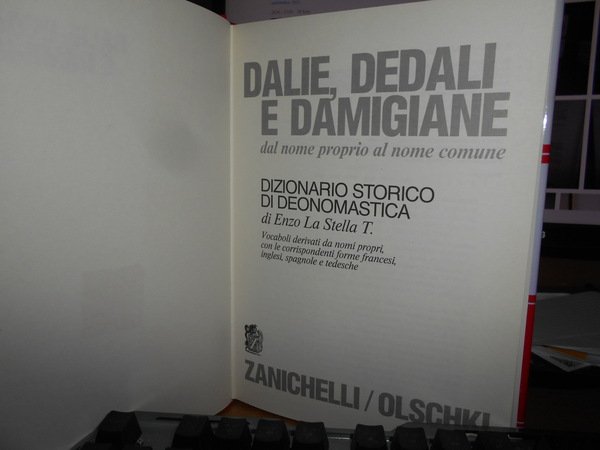 DALIE, DEDALI
E DAMIGIANE
dal nome proprio al nome comune
DIZIONARIO STORICO
DI DEONOMASTICA
di Enzo La Stella T.
Vocaboli derivati da nomi propri,
con le corrispondenti forme francesi,
inglesi, spagnole e tedesche
ZANICHELLI / OLSCHKI